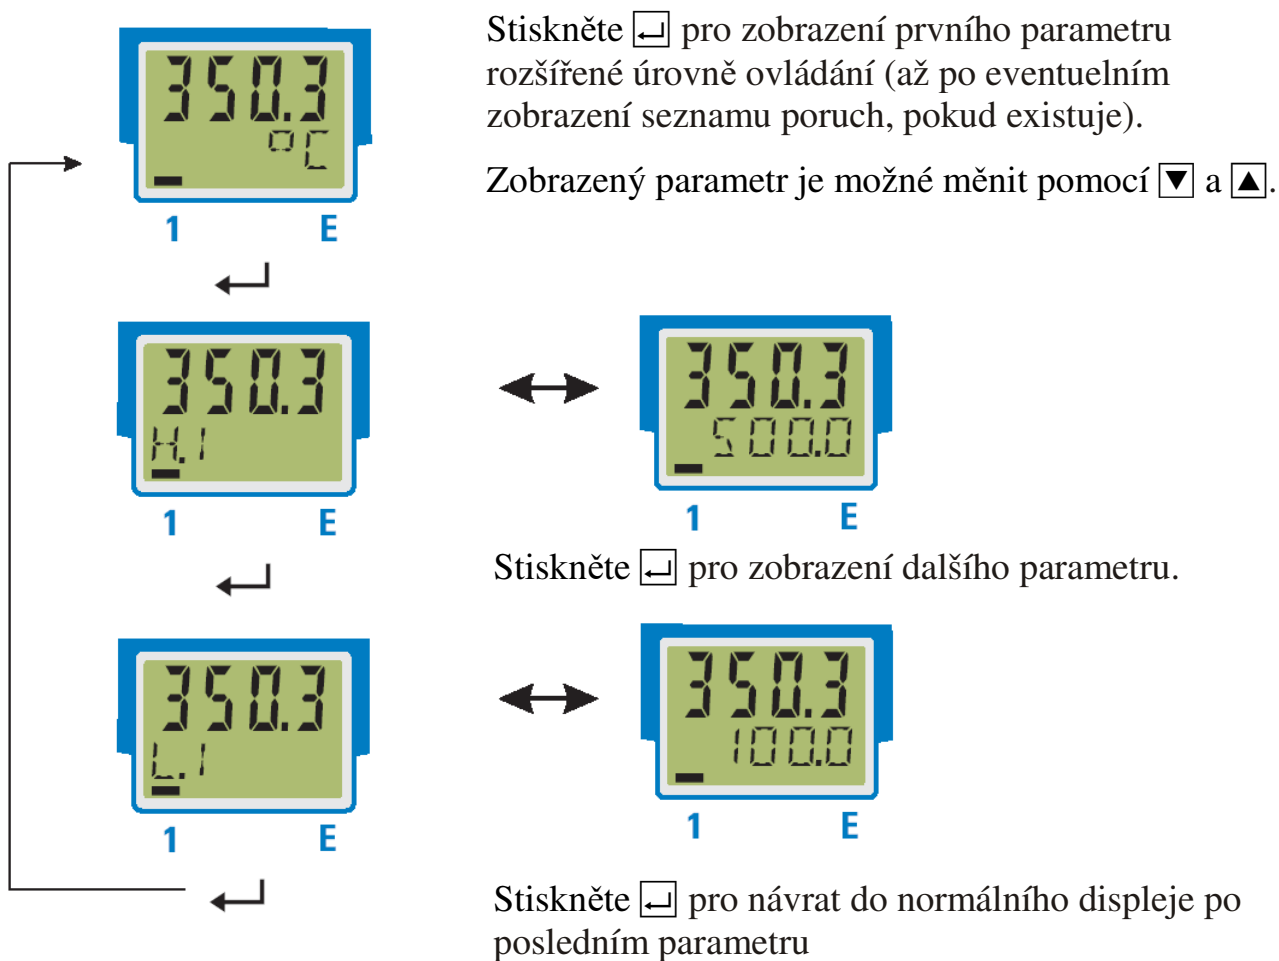 350.3
°C
1 E
Stiskněte ↵ pro zobrazení prvního parametru
rozšířené úrovně ovládání (až po eventuelním
zobrazení seznamu poruch, pokud existuje).
Zobrazený parametr je možné měnit pomocí ▼ a ▲.
350.3
H.1
1 E
350.3
500.0
1 E
Stiskněte ↵ pro zobrazení dalšího parametru.
350.3
L.1
1 E
350.3
100.0
1 E
Stiskněte ↵ pro návrat do normálního displeje po
posledním parametru